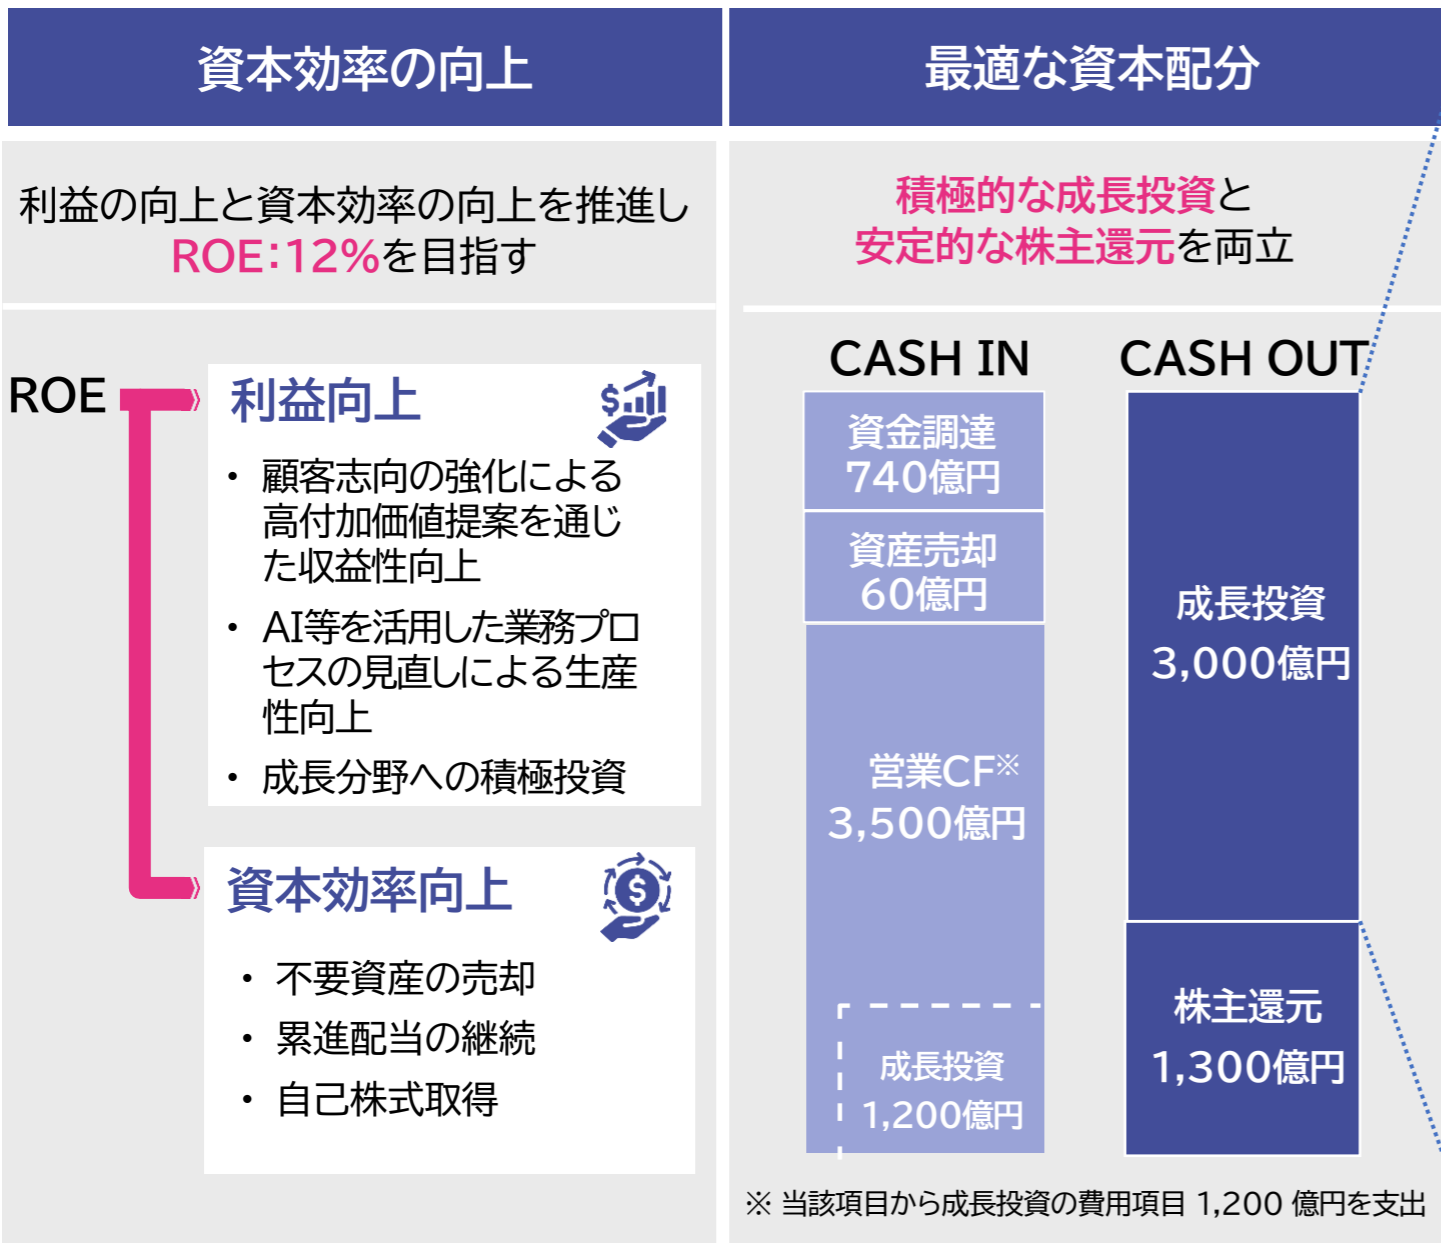 資本効率の向上
利益の向上と資本効率の向上を推進し
ROE:12%を目指す
ROE
利益向上
・ 顧客志向の強化による
高付加価値提案を通じ
た収益性向上
・ AI等を活用した業務プロ
セスの見直しによる生産
性向上
・ 成長分野への積極投資
資本効率向上
・ 不要資産の売却
・ 累進配当の継続
・ 自己株式取得
最適な資本配分
積極的な成長投資と
安定的な株主還元を両立
CASH IN
資金調達
740億円
資産売却
60億円
営業CF※
3,500億円
成長投資
1,200億円
CASH OUT
成長投資
3,000億円
株主還元
1,300億円
※ 当該項目から成長投資の費用項目 1,200 億円を支出